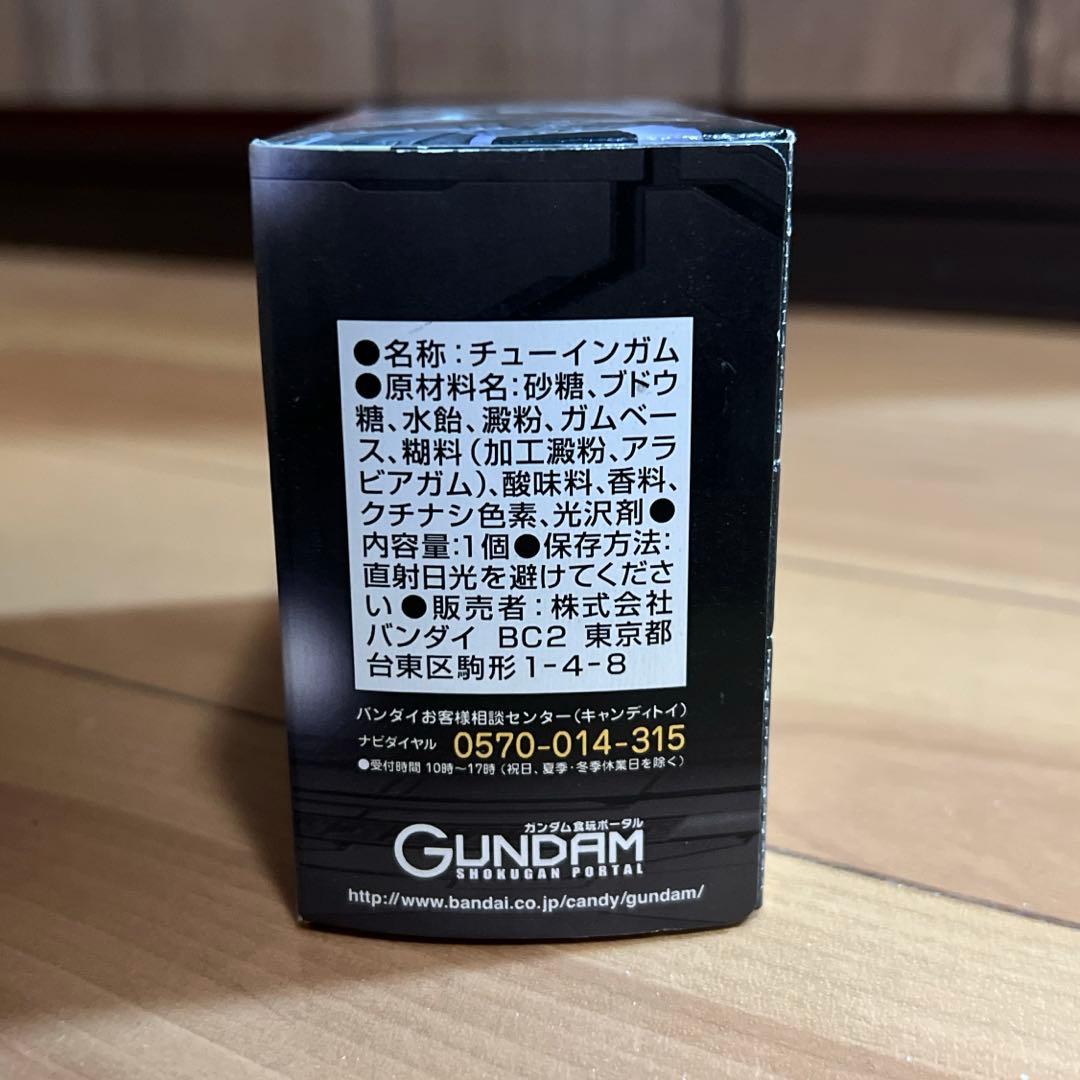 ●名称：チューインガム
●原材料名：砂糖、ブドウ
糖、水飴、澱粉、ガムベー
ス、糊料（加工澱粉、アラ
ビアガム）、酸味料、香料、
クチナシ色素、光沢剤●
内容量：1個●保存方法：
直射日光を避けてくださ
い●販売者：株式会社
バンダイ BC2 東京都
台東区駒形1-4-8
バンダイお客様相談センター（キャンディトイ）
ナビダイヤル 0570-014-315
●受付時間 10時〜17時（祝日、夏季・冬季休業日を除く）
ガンダム食玩ポータル
GUNDAM
SHOKUGAN PORTAL
http://www.bandai.co.jp/candy/gundam/